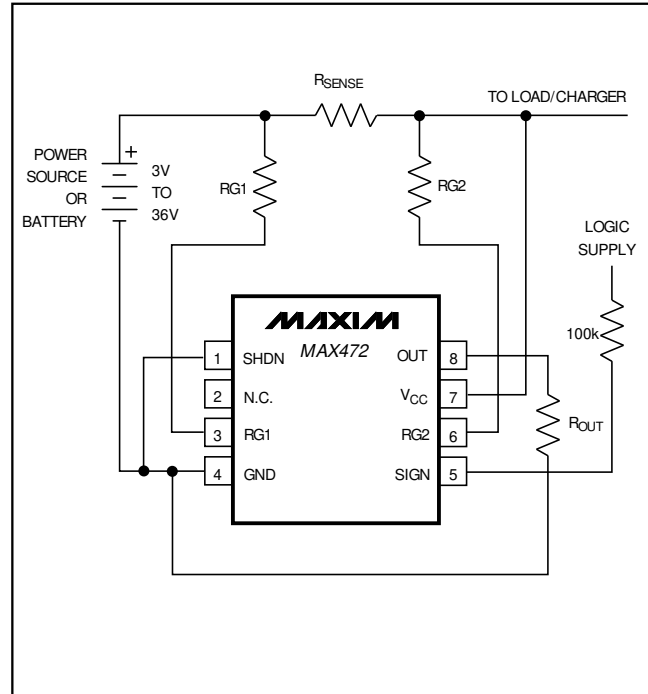 RSENSE
TO LOAD/CHARGER
POWER
SOURCE
OR
BATTERY
+
3V
TO
36V
RG1
RG2
LOGIC
SUPPLY
100k
MAXIM
MAX472
1 SHDN
2 N.C.
3 RG1
4 GND
OUT 8
VCC 7
RG2 6
SIGN 5
ROUT